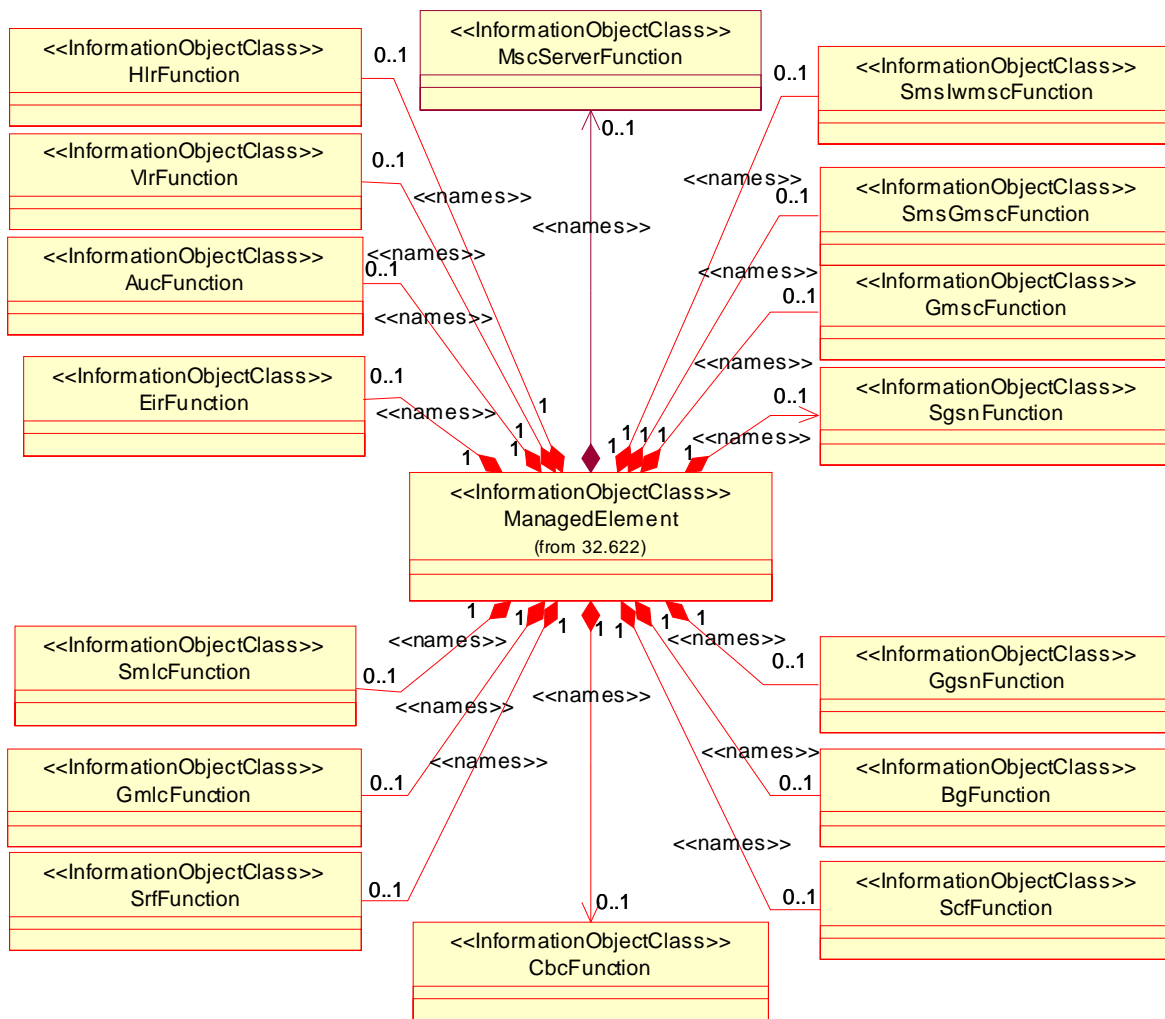 <<InformationObjectClass>>
HlrFunction
0..1
<<InformationObjectClass>>
MscServerFunction
0..1
<<InformationObjectClass>>
SmsIwmscFunction
0..1
<<InformationObjectClass>>
VlrFunction
0..1
<<names>>
<<names>>
<<names>>
<<InformationObjectClass>>
SmsGmscFunction
0..1
<<InformationObjectClass>>
AucFunction
0..1
<<names>>
<<names>>
<<names>>
<<InformationObjectClass>>
GmscFunction
0..1
<<InformationObjectClass>>
EirFunction
0..1
<<names>>
<<names>>
<<InformationObjectClass>>
SgsnFunction
0..1
<<names>>
1
1
1
1
1
1
1
1
<<InformationObjectClass>>
ManagedElement
(from 32.622)
1
1
1
1
1
1
1
<<InformationObjectClass>>
SmlcFunction
0..1
<<names>>
<<names>>
<<InformationObjectClass>>
GgsnFunction
0..1
<<names>>
<<names>>
<<names>>
<<names>>
<<InformationObjectClass>>
GmlcFunction
0..1
<<InformationObjectClass>>
BgFunction
0..1
<<names>>
<<InformationObjectClass>>
SrfFunction
0..1
<<InformationObjectClass>>
ScfFunction
0..1
0..1
<<InformationObjectClass>>
CbcFunction